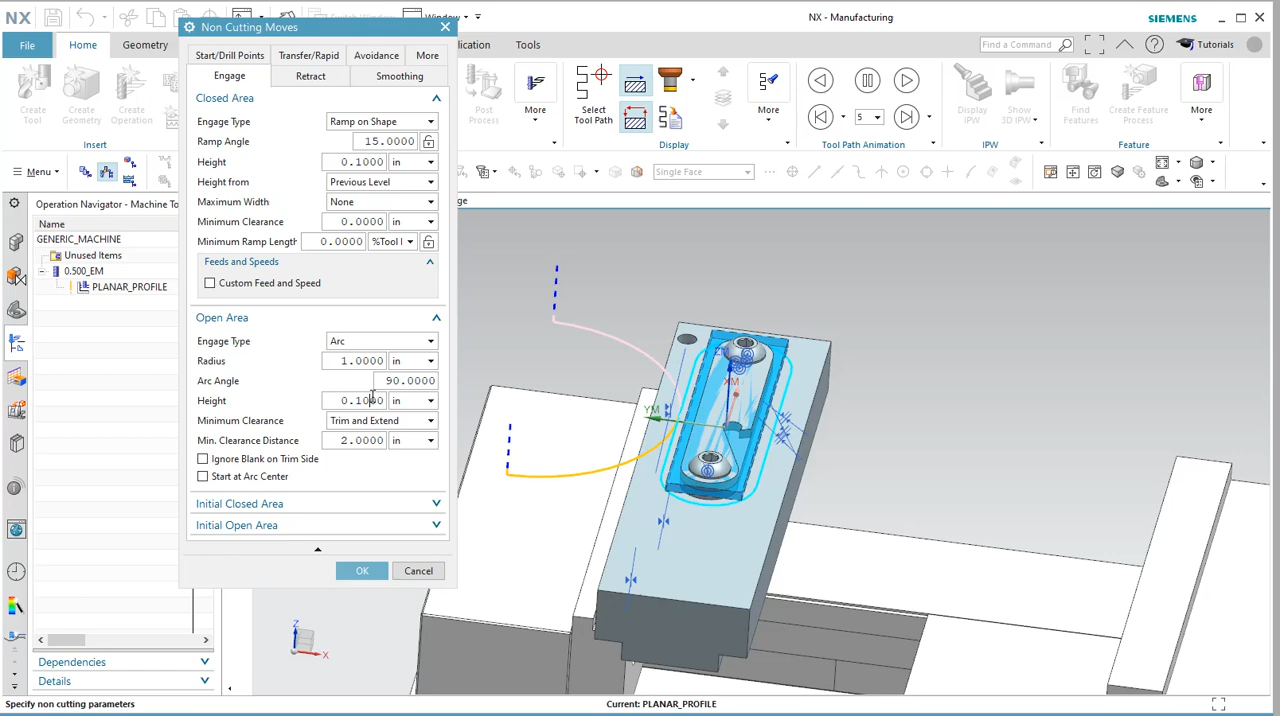 NX
Switch Window
Window
NX - Manufacturing
SIEMENS
File
Home
Geometry
Tools
Find a Command
Tutorials
Create Tool
Create Geometry
Create Operation
Insert
Post Process
More
Select Tool Path
Display
More
5
Tool Path Animation
Display IPW
Show 3D IPW
IPW
Find Features
Create Feature Process
Feature
More
Menu
Single Face
Operation Navigator - Machine To
Name
GENERIC_MACHINE
Unused Items
0.500_EM
PLANAR_PROFILE
Dependencies
Details
Non Cutting Moves
Start/Drill Points
Transfer/Rapid
Avoidance
More
Engage
Retract
Smoothing
Closed Area
Engage Type Ramp on Shape
Ramp Angle 15.0000
Height 0.1000 in
Height from Previous Level
Maximum Width None
Minimum Clearance 0.0000 in
Minimum Ramp Length 0.0000 %Tool
Feeds and Speeds
Custom Feed and Speed
Open Area
Engage Type Arc
Radius 1.0000 in
Arc Angle 90.0000
Height 0.1000 in
Minimum Clearance Trim and Extend
Min. Clearance Distance 2.0000 in
Ignore Blank on Trim Side
Start at Arc Center
Initial Closed Area
Initial Open Area
OK
Cancel
XM
YM
Z
X
Specify non cutting parameters
Current: PLANAR_PROFILE